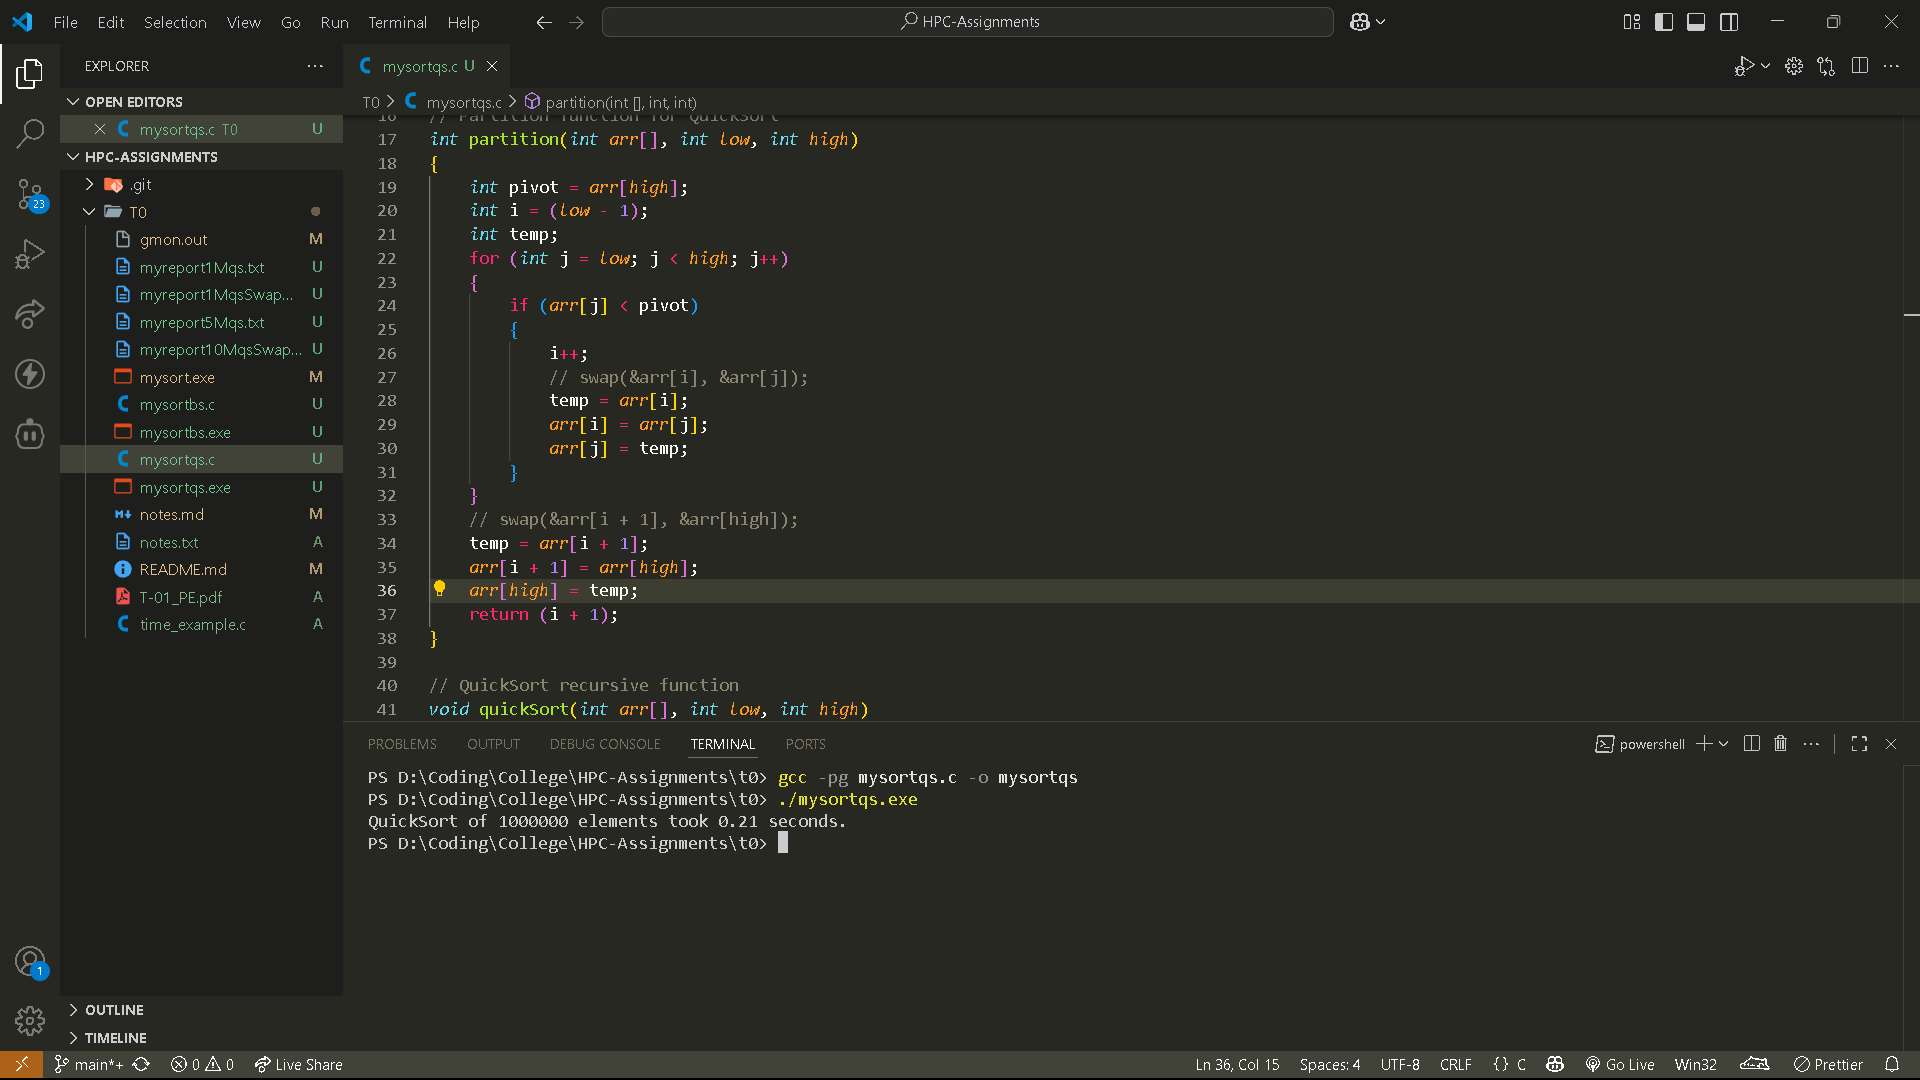 File Edit Selection View Go Run Terminal Help
HPC-Assignments
EXPLORER
OPEN EDITORS
mysortqs.c T0 U
HPC-ASSIGNMENTS
.git
T0
gmon.out M
myreport1Mqs.txt U
myreport1MqsSwap... U
myreport5Mqs.txt U
myreport10MqsSwap... U
mysort.exe M
mysortbs.c U
mysortbs.exe U
mysortqs.c U
mysortqs.exe U
notes.md M
notes.txt A
README.md M
T-01_PE.pdf A
time_example.c A
OUTLINE
TIMELINE
23
1
mysortqs.c U
T0 > mysortqs.c > partition(int [], int, int)
16 // Partition function for QuickSort
17 int partition(int arr[], int low, int high)
18 {
19 int pivot = arr[high];
20 int i = (low - 1);
21 int temp;
22 for (int j = low; j < high; j++)
23 {
24 if (arr[j] < pivot)
25 {
26 i++;
27 // swap(&arr[i], &arr[j]);
28 temp = arr[i];
29 arr[i] = arr[j];
30 arr[j] = temp;
31 }
32 }
33 // swap(&arr[i + 1], &arr[high]);
34 temp = arr[i + 1];
35 arr[i + 1] = arr[high];
36 arr[high] = temp;
37 return (i + 1);
38 }
39
40 // QuickSort recursive function
41 void quickSort(int arr[], int low, int high)
PROBLEMS OUTPUT DEBUG CONSOLE TERMINAL PORTS
powershell
PS D:\Coding\College\HPC-Assignments\t0> gcc -pg mysortqs.c -o mysortqs
PS D:\Coding\College\HPC-Assignments\t0> ./mysortqs.exe
QuickSort of 1000000 elements took 0.21 seconds.
PS D:\Coding\College\HPC-Assignments\t0>
main*+ 0 0 Live Share
Ln 36, Col 15 Spaces: 4 UTF-8 CRLF {} C Go Live Win32 Prettier